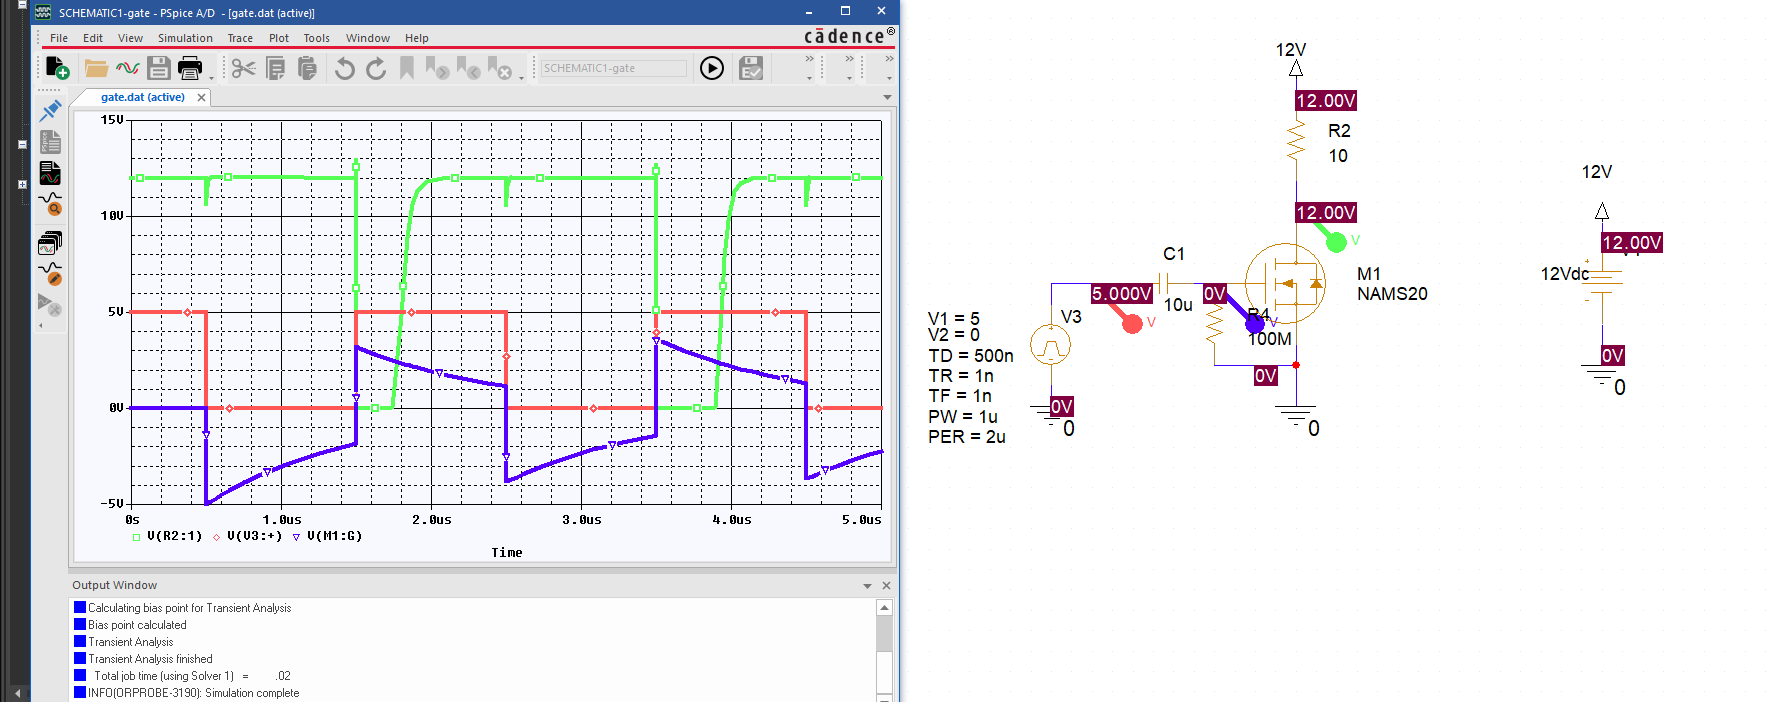 SCHEMATIC1-gate - PSpice A/D - [gate.dat (active)]
File Edit View Simulation Trace Plot Tools Window Help
cādence®
SCHEMATIC1-gate
gate.dat (active)
15V
10V
5V
0V
-5V
0s 1.0us 2.0us 3.0us 4.0us 5.0us
V(R2:1) V(V3:+) V(M1:G)
Time
Output Window
Calculating bias point for Transient Analysis
Bias point calculated
Transient Analysis
Transient Analysis finished
Total job time (using Solver 1) = .02
INFO(ORPROBE-3190): Simulation complete
12V
12.00V
R2
10
12.00V
V
C1
10u
5.000V
V
0V
V
R4
100M
M1
NAMS20
V3
V1 = 5
V2 = 0
TD = 500n
TR = 1n
TF = 1n
PW = 1u
PER = 2u
0V
0
0V
0
12V
12.00V
12Vdc
0V
0